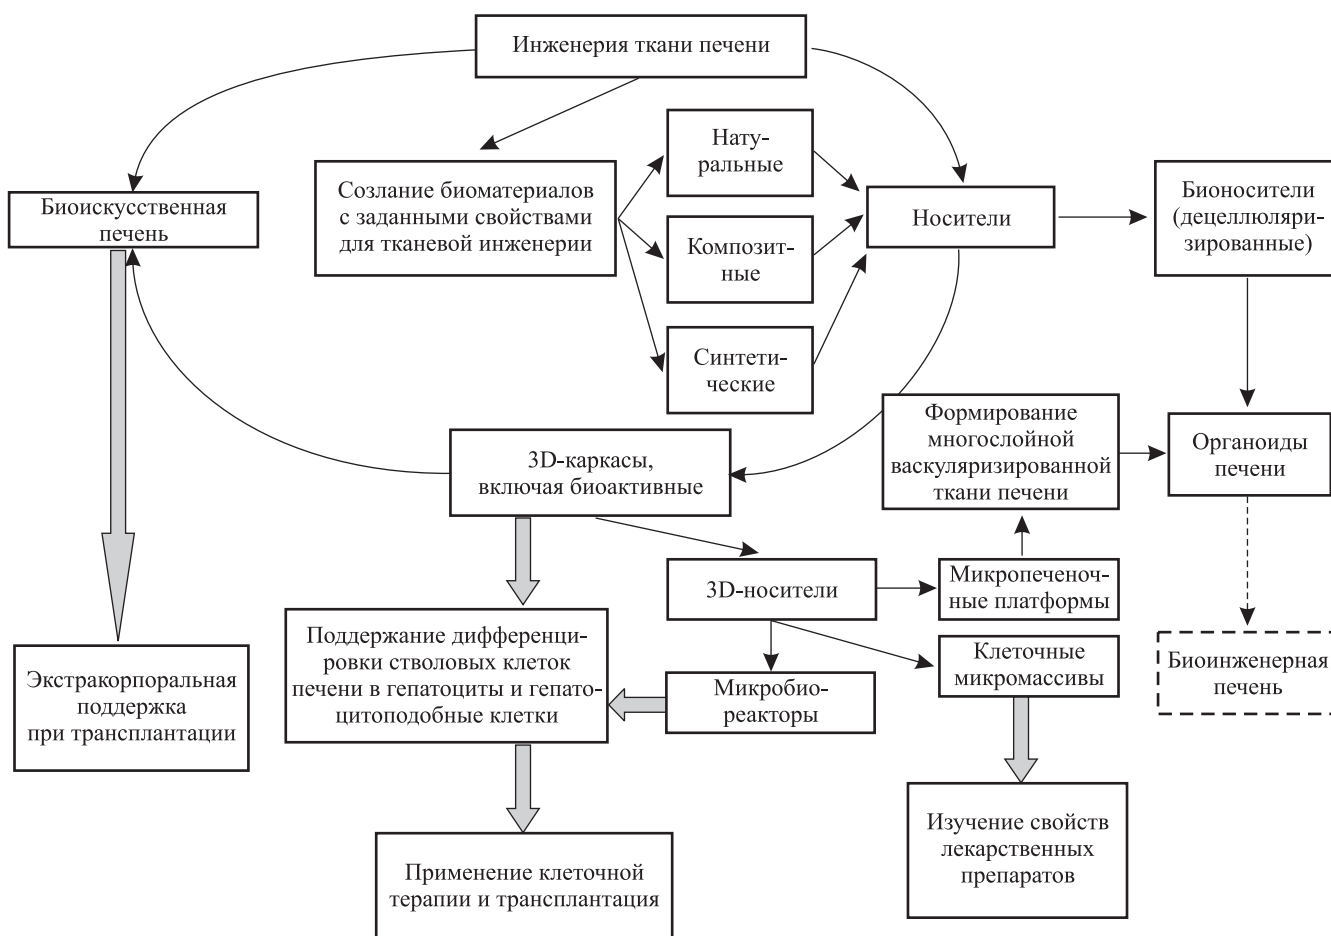 Инженерия ткани печени
Нату-
ральные
Созлание биоматериалов
с заданными свойствами
для тканевой инженерии
Биоискусственная
печень
Носители
Бионосители
(децеллюляри-
зированные)
Композит-
ные
Синтети-
ческие
3D-каркасы,
включая биоактивные
Формирование
многослойной
васкуляризированной
ткани печени
Органоиды
печени
3D-носители
Микропеченоч-
ные платформы
Поддержание дифференци-
ировки стволовых клеток
печени в гепатоциты и гепато-
цитоподобные клетки
Клеточные
микромассивы
Биоинженерная
печень
Экстракорпоральная
поддержка
при трансплантации
Микробио-
реакторы
Изучение свойств
лекарственных
препаратов
Применение клеточной
терапии и трансплантация